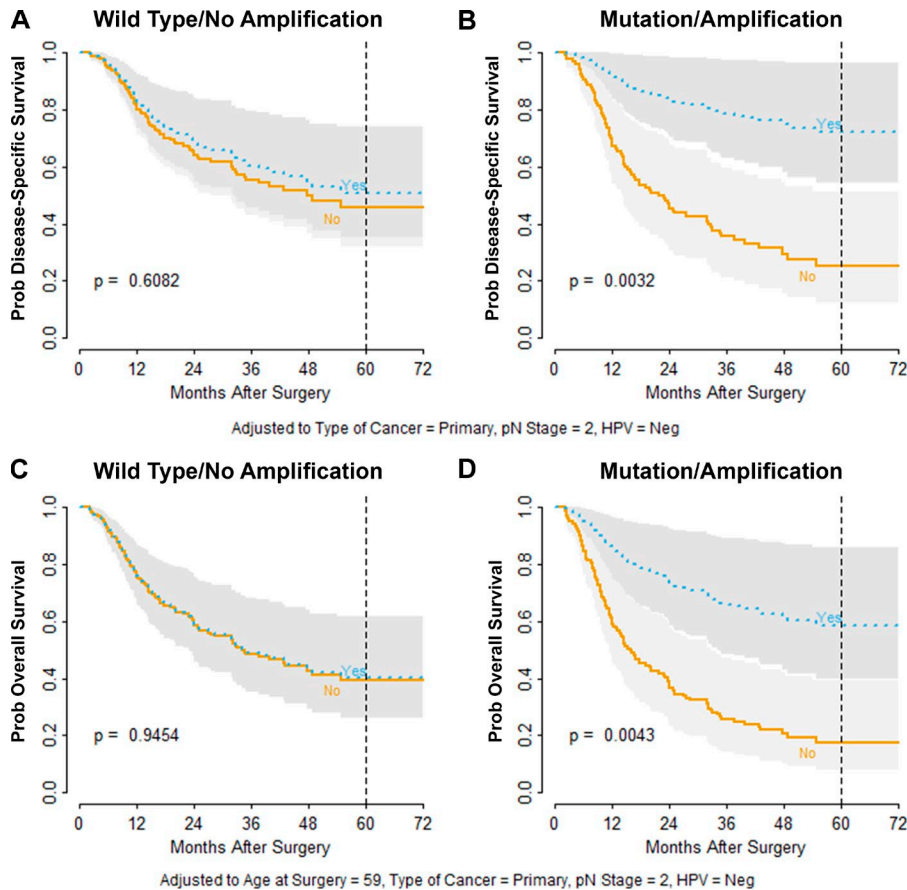 A Wild Type/No Amplification
B Mutation/Amplification
Prob Disease-Specific Survival
1.0
0.8
0.6
0.4
0.2
0.0
Yes
No
p = 0.6082
0 12 24 36 48 60 72
Months After Surgery
Prob Disease-Specific Survival
1.0
0.8
0.6
0.4
0.2
0.0
Yes
No
p = 0.0032
0 12 24 36 48 60 72
Months After Surgery
Adjusted to Type of Cancer = Primary, pN Stage = 2, HPV = Neg
C Wild Type/No Amplification
D Mutation/Amplification
Prob Overall Survival
1.0
0.8
0.6
0.4
0.2
0.0
Yes
No
p = 0.9454
0 12 24 36 48 60 72
Months After Surgery
Prob Overall Survival
1.0
0.8
0.6
0.4
0.2
0.0
Yes
No
p = 0.0043
0 12 24 36 48 60 72
Months After Surgery
Adjusted to Age at Surgery = 59, Type of Cancer = Primary, pN Stage = 2, HPV = Neg